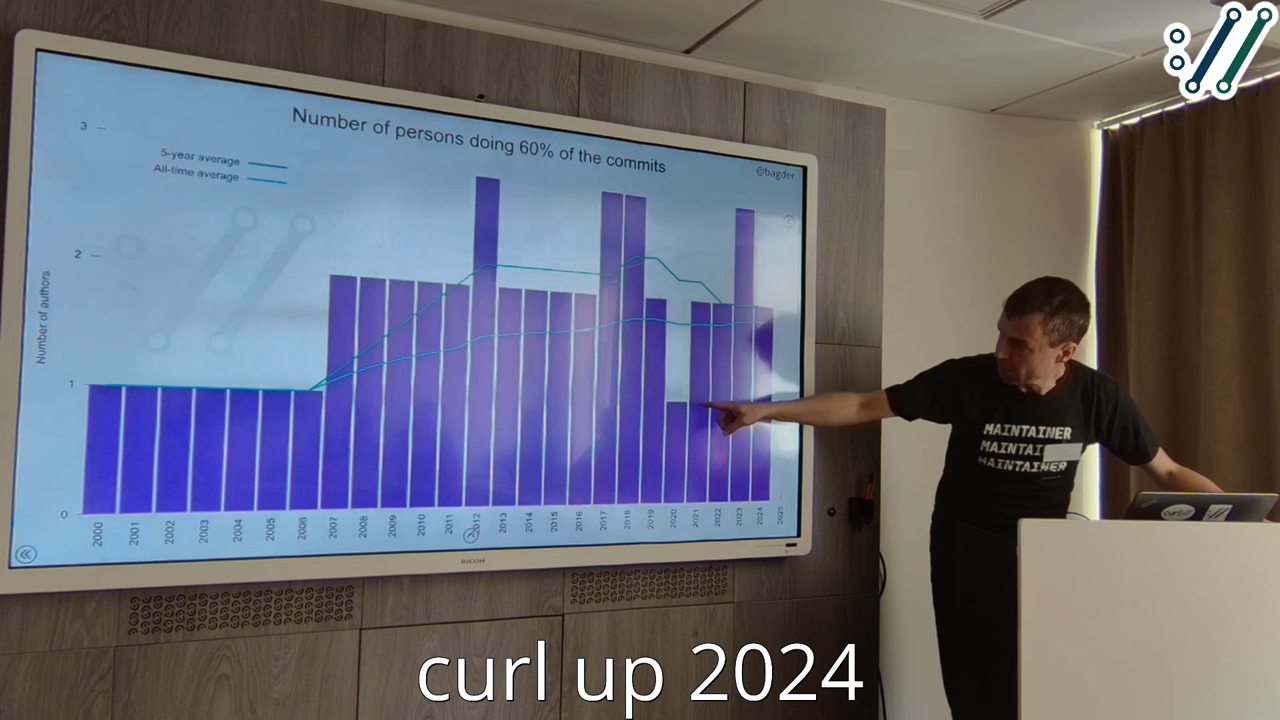 Number of persons doing 60% of the commits
@bagder
5-year average
All-time average
3
2
1
0
Number of authors
2000
2001
2002
2003
2004
2005
2006
2007
2008
2009
2010
2011
2012
2013
2014
2015
2016
2017
2018
2019
2020
2021
2022
2023
2024
2025
RICOH
MAINTAINER
MAINTAI
MAINTAINER
curl
curl up 2024